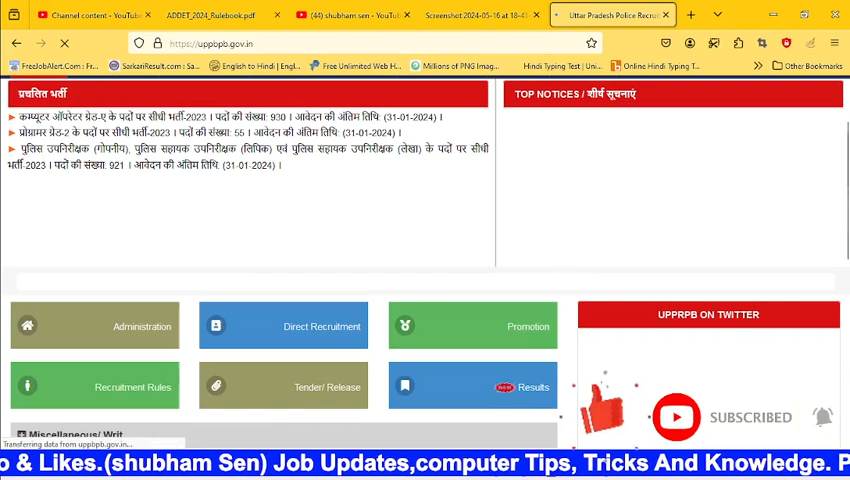 Channel content - YouTube
ADDET_2024_Rulebook.pdf
(44) shubham sen - YouTube
Screenshot 2024-05-16 at 18-41-
Uttar Pradesh Police Recruit
https://uppbpb.gov.in
FreeJobAlert.Com : Fr...
SarkariResult.com : Sa...
English to Hindi | Engl...
Free Unlimited Web H...
Millions of PNG Imag...
Hindi Typing Test | Uni...
Online Hindi Typing T...
Other Bookmarks
प्रचलित भर्ती
TOP NOTICES / शीर्ष सूचनाएं
कम्प्यूटर ऑपरेटर ग्रेड-ए के पदों पर सीधी भर्ती-2023 । पदों की संख्या: 930 । आवेदन की अंतिम तिथि: (31-01-2024) ।
प्रोग्रामर ग्रेड-2 के पदों पर सीधी भर्ती-2023 । पदों की संख्या: 55 । आवेदन की अंतिम तिथि: (31-01-2024) ।
पुलिस उपनिरीक्षक (गोपनीय), पुलिस सहायक उपनिरीक्षक (लिपिक) एवं पुलिस सहायक उपनिरीक्षक (लेखा) के पदों पर सीधी
भर्ती-2023 । पदों की संख्या: 921 । आवेदन की अंतिम तिथि: (31-01-2024) ।
Administration
Direct Recruitment
Promotion
UPPRPB ON TWITTER
Recruitment Rules
Tender/ Release
Results
SUBSCRIBED
Miscellaneous/ Writ
Transferring data from uppbpb.gov.in...
o & Likes.(shubham Sen) Job Updates,computer Tips, Tricks And Knowledge. P